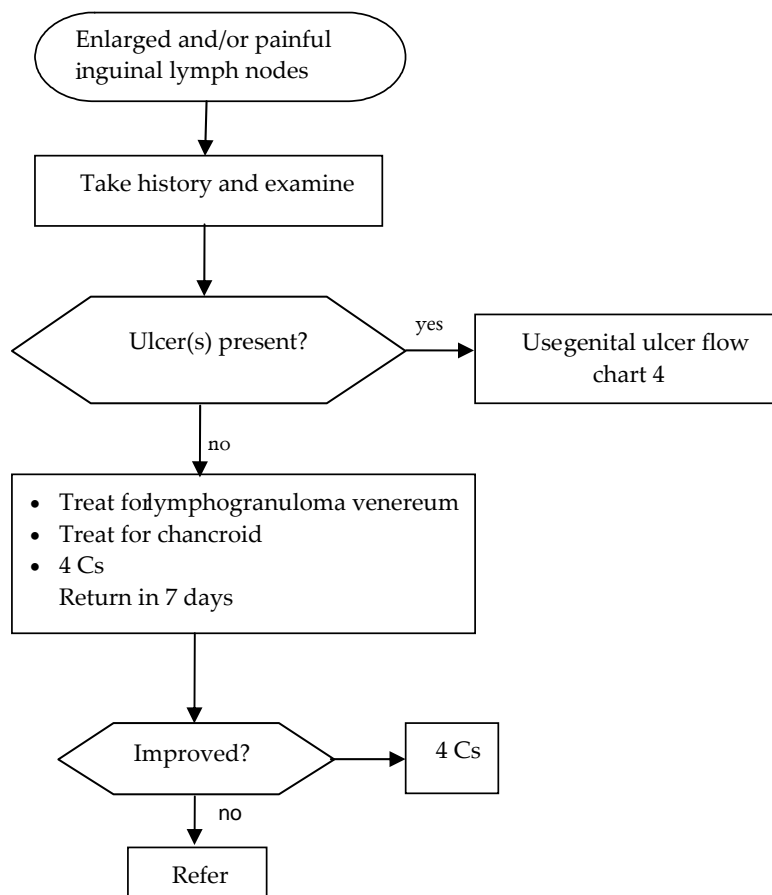 Enlarged and/or painful
inguinal lymph nodes
Take history and examine
Ulcer(s) present?
yes
Usegenital ulcer flow
chart 4
no
• Treat forlymphogranuloma venereum
• Treat for chancroid
• 4 Cs
Return in 7 days
Improved?
4 Cs
no
Refer